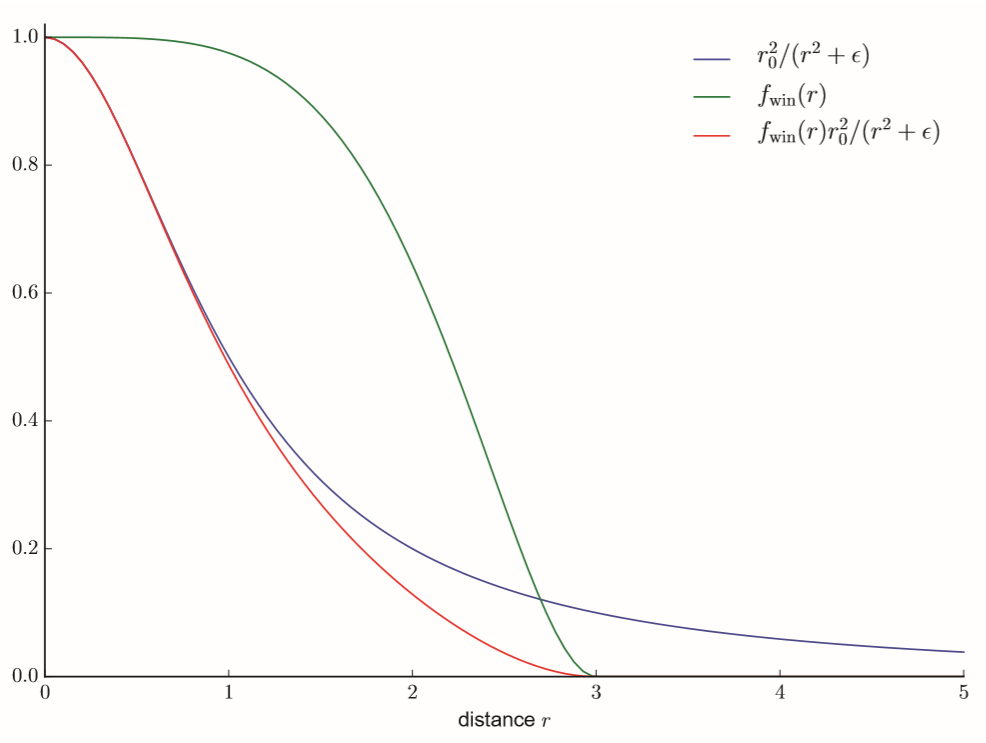 1.0
0.8
0.6
0.4
0.2
0.0
0 1 2 3 4 5
distance r
r₀²/(r² + ϵ)
f_win(r)
f_win(r)r₀²/(r² + ϵ)